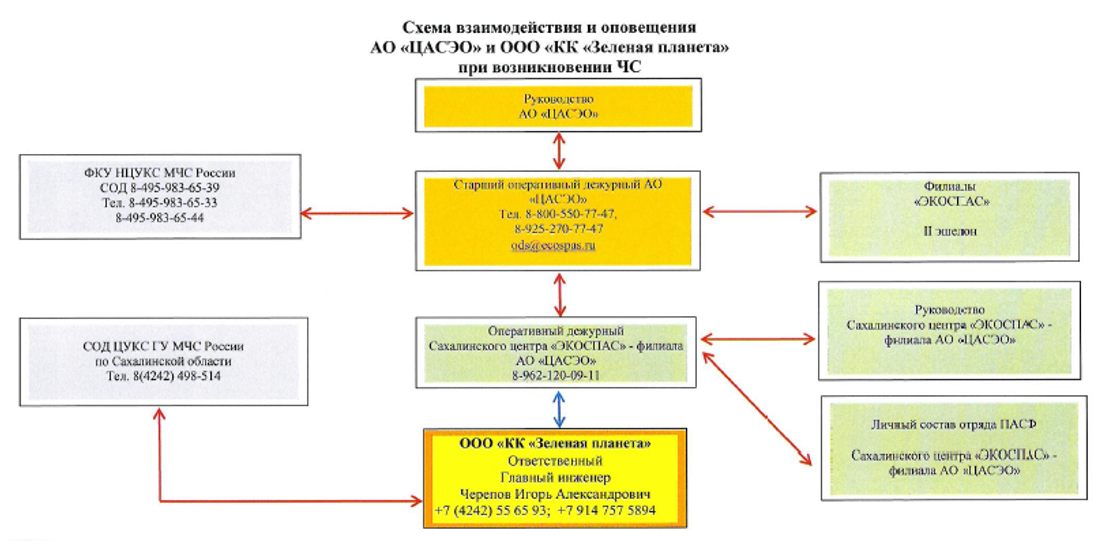 Схема взаимодействия и оповещения
АО «ЦАСЭО» и ООО «КК «Зеленая планета»
при возникновении ЧС
Руководство
АО «ЦАСЭО»
ФКУ НЦУКС МЧС России
СОД 8-495-983-65-39
Тел. 8-495-983-65-33
8-495-983-65-44
Старший оперативный дежурный АО
«ЦАСЭО»
Тел. 8-800-550-77-47,
8-925-270-77-47
ods@ecospas.ru
Филиалы
«ЭКОСПАС»
II эшелон
СОД ЦУКС ГУ МЧС России
по Сахалинской области
Тел. 8(4242) 498-514
Оперативный дежурный
Сахалинского центра «ЭКОСПАС» - филиала
АО «ЦАСЭО»
8-962-120-09-11
Руководство
Сахалинского центра «ЭКОСПАС» -
филиала АО «ЦАСЭО»
ООО «КК «Зеленая планета»
Ответственный
Главный инженер
Черепов Игорь Александрович
+7 (4242) 55 65 93; +7 914 757 5894
Личный состав отряда ПАСФ
Сахалинского центра «ЭКОСПАС» -
филиала АО «ЦАСЭО»